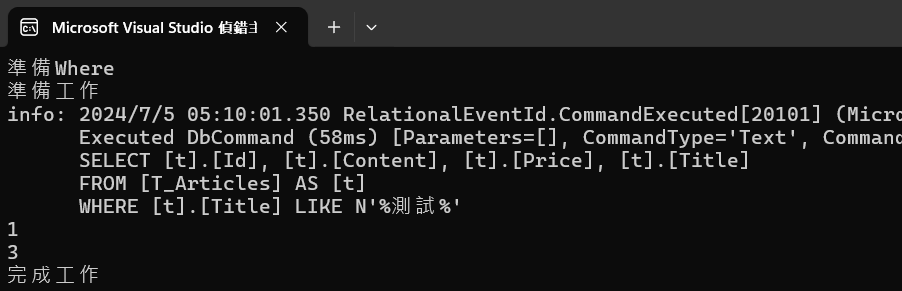 Microsoft Visual Studio 偵錯主
準備Where
準備工作
info: 2024/7/5 05:10:01.350 RelationalEventId.CommandExecuted[20101] (Micro
Executed DbCommand (58ms) [Parameters=[], CommandType='Text', Command
SELECT [t].[Id], [t].[Content], [t].[Price], [t].[Title]
FROM [T_Articles] AS [t]
WHERE [t].[Title] LIKE N'%測試%'
1
3
完成工作